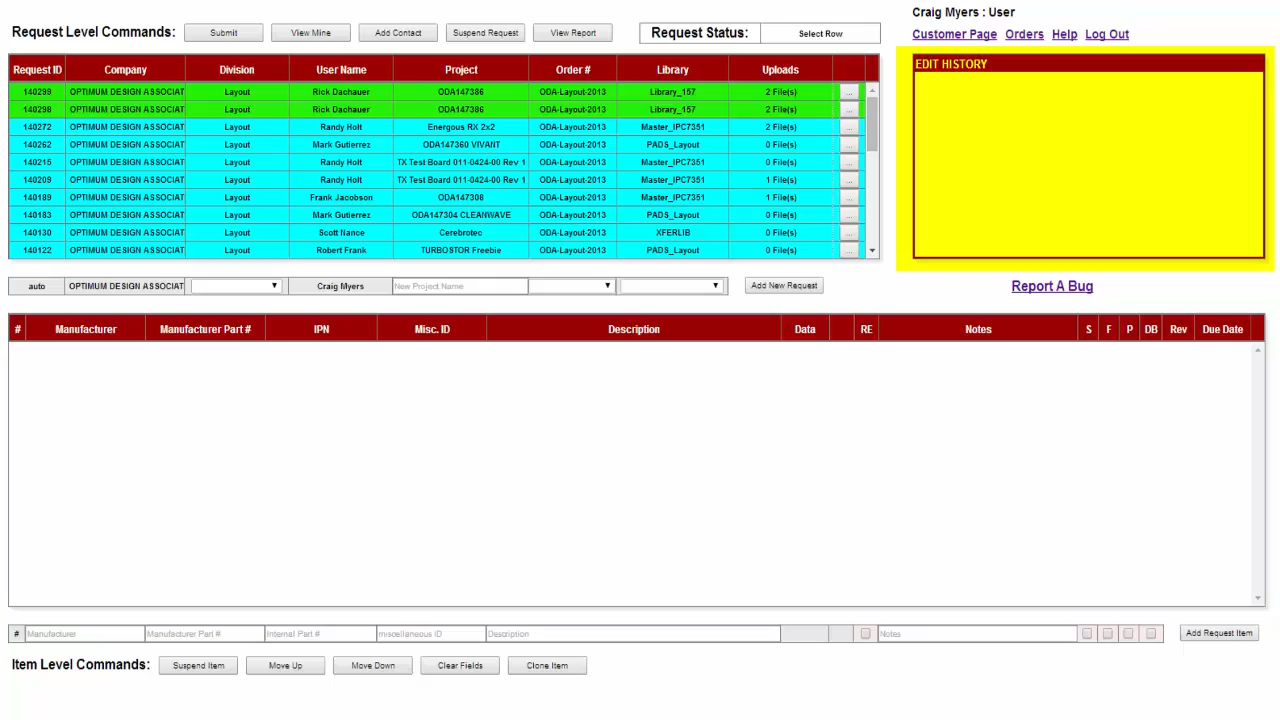 Craig Myers : User
Request Level Commands: Submit View Mine Add Contact Suspend Request View Report Request Status: Select Row
Customer Page Orders Help Log Out
EDIT HISTORY
Request ID Company Division User Name Project Order # Library Uploads
140299 OPTIMUM DESIGN ASSOCIAT Layout Rick Dachauer ODA147386 ODA-Layout-2013 Library_157 2 File(s) ...
140298 OPTIMUM DESIGN ASSOCIAT Layout Rick Dachauer ODA147386 ODA-Layout-2013 Library_157 2 File(s) ...
140272 OPTIMUM DESIGN ASSOCIAT Layout Randy Holt Energous RX 2x2 ODA-Layout-2013 Master_IPC7351 2 File(s) ...
140262 OPTIMUM DESIGN ASSOCIAT Layout Mark Gutierrez ODA147360 VIVANT ODA-Layout-2013 PADS_Layout 0 File(s) ...
140215 OPTIMUM DESIGN ASSOCIAT Layout Randy Holt TX Test Board 011-0424-00 Rev 1 ODA-Layout-2013 Master_IPC7351 0 File(s) ...
140209 OPTIMUM DESIGN ASSOCIAT Layout Randy Holt TX Test Board 011-0424-00 Rev 1 ODA-Layout-2013 Master_IPC7351 1 File(s) ...
140189 OPTIMUM DESIGN ASSOCIAT Layout Frank Jacobson ODA147308 ODA-Layout-2013 Master_IPC7351 1 File(s) ...
140183 OPTIMUM DESIGN ASSOCIAT Layout Mark Gutierrez ODA147304 CLEANWAVE ODA-Layout-2013 PADS_Layout 0 File(s) ...
140130 OPTIMUM DESIGN ASSOCIAT Layout Scott Nance Cerebrotec ODA-Layout-2013 XFERLIB 0 File(s) ...
140122 OPTIMUM DESIGN ASSOCIAT Layout Robert Frank TURBOSTOR Freebie ODA-Layout-2013 PADS_Layout 0 File(s) ...
auto OPTIMUM DESIGN ASSOCIAT Craig Myers New Project Name Add New Request
Report A Bug
# Manufacturer Manufacturer Part # IPN Misc. ID Description Data RE Notes S F P DB Rev Due Date
# Manufacturer Manufacturer Part # Internal Part # miscellaneous ID Description Notes Add Request Item
Item Level Commands: Suspend Item Move Up Move Down Clear Fields Clone Item